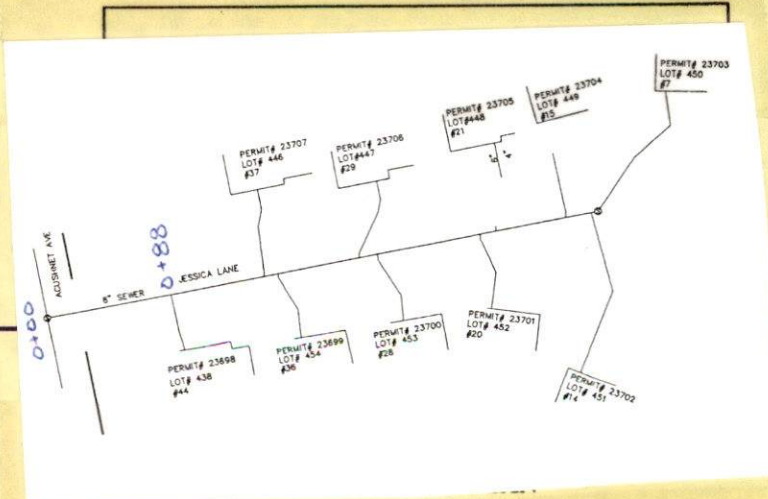 PERMIT# 23703
LOT# 450
#7
PERMIT# 23704
LOT# 449
#15
PERMIT# 23705
LOT#448
#21
PERMIT# 23706
LOT#447
#29
PERMIT# 23707
LOT# 446
#37
6"
4"
ACUSHNET AVE
0+88
JESSICA LANE
8" SEWER
0+00
PERMIT# 23698
LOT# 438
#44
PERMIT# 23699
LOT# 454
#36
PERMIT# 23700
LOT# 453
#28
PERMIT# 23701
LOT# 452
#20
PERMIT# 23702
LOT# 451
#14